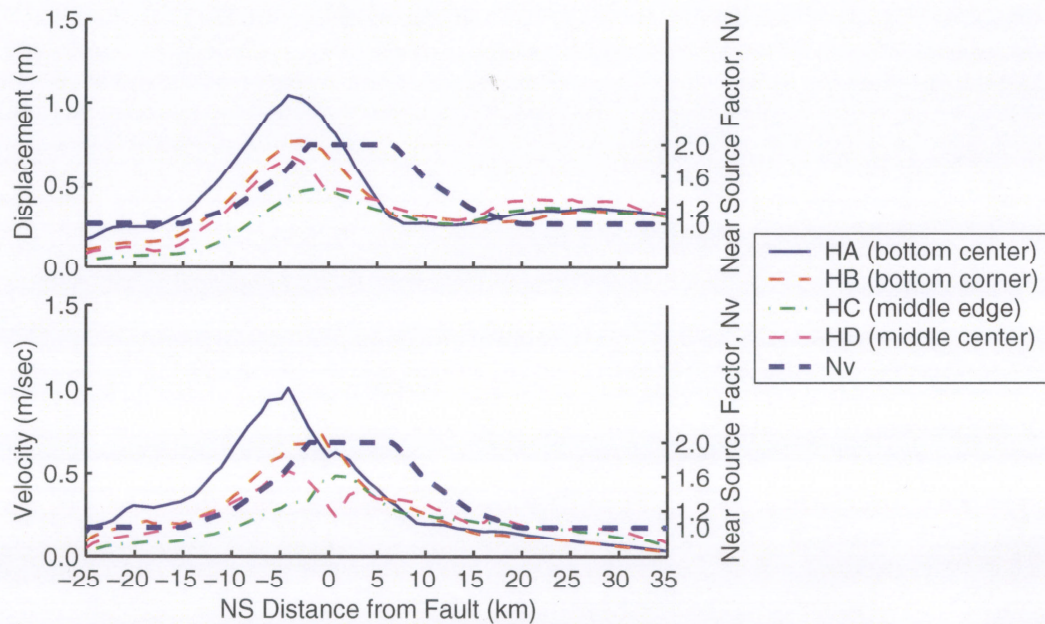 1.5
1.0
0.5
0.0
Displacement (m)
2.0
1.6
1.2
1.0
Near Source Factor, Nv
1.5
1.0
0.5
0.0
Velocity (m/sec)
2.0
1.6
1.2
1.0
Near Source Factor, Nv
−25 −20 −15 −10 −5 0 5 10 15 20 25 30 35
NS Distance from Fault (km)
HA (bottom center)
HB (bottom corner)
HC (middle edge)
HD (middle center)
Nv